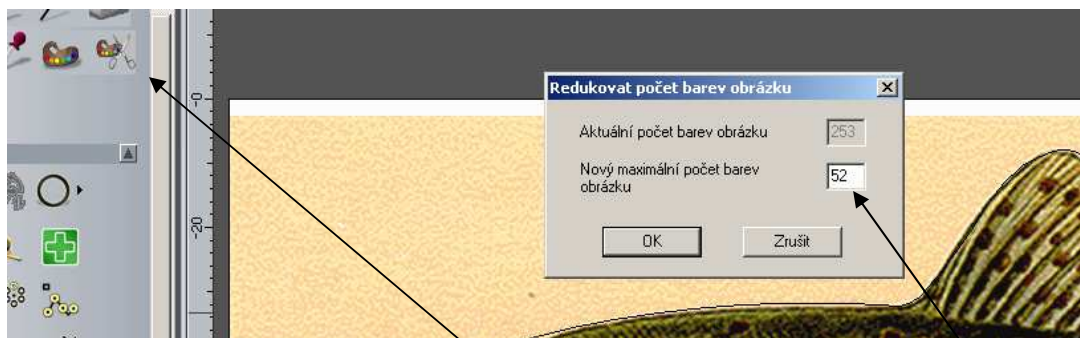 Redukovat počet barev obrázku
Aktuální počet barev obrázku 253
Nový maximální počet barev obrázku 52
OK Zrušit
-0-
-20-